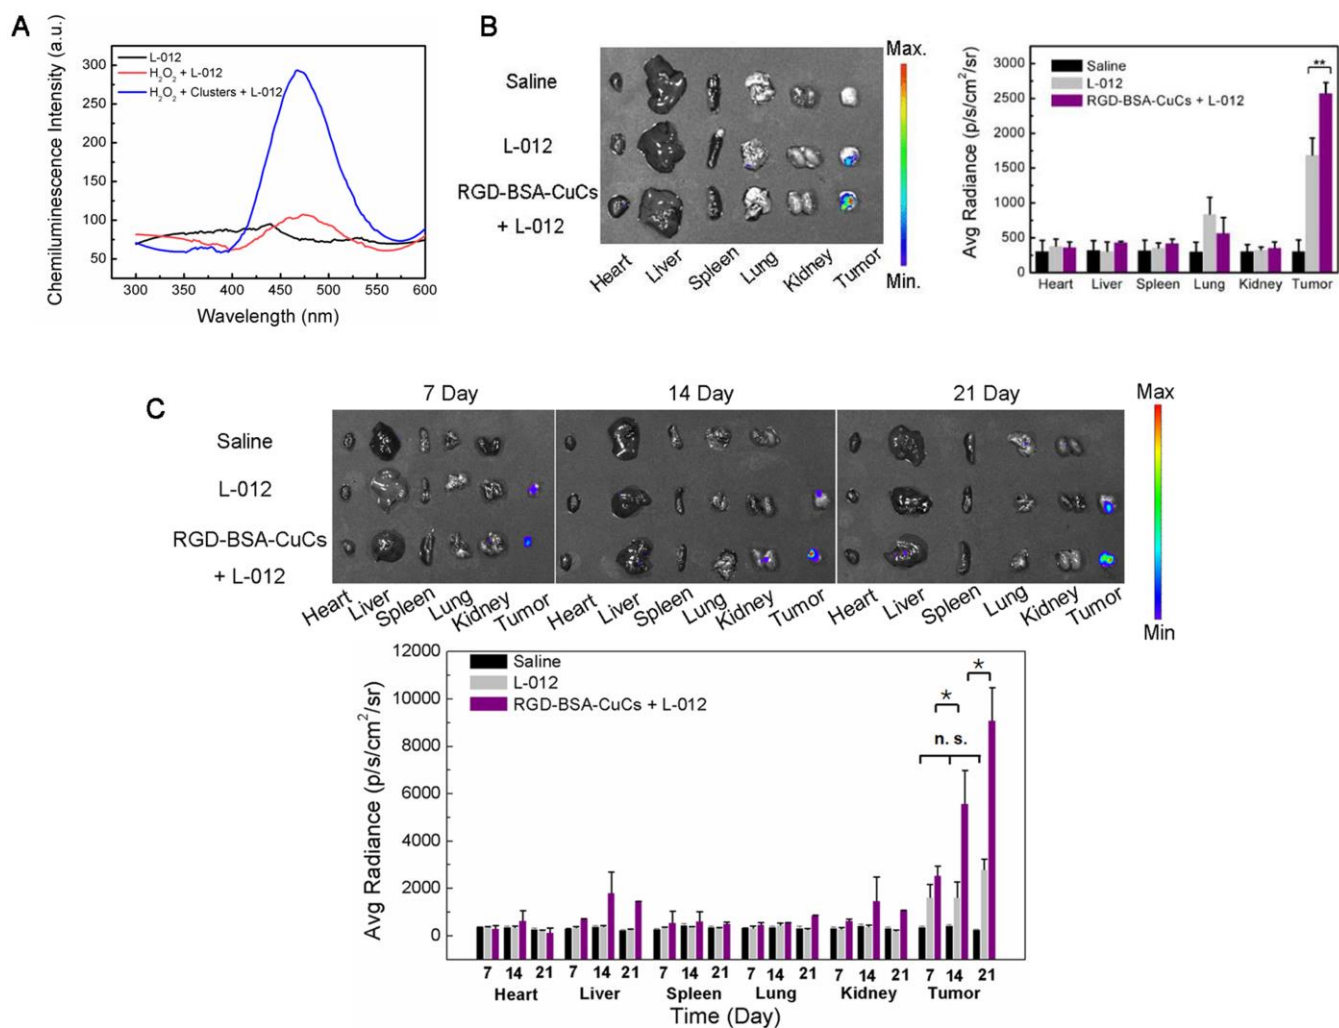 A
Chemiluminescence Intensity (a.u.)
300
250
200
150
100
50
L-012
H₂O₂ + L-012
H₂O₂ + Clusters + L-012
300 350 400 450 500 550 600
Wavelength (nm)
B
Saline
L-012
RGD-BSA-CuCs
+ L-012
Heart Liver Spleen Lung Kidney Tumor
Max.
Min.
Avg Radiance (p/s/cm²/sr)
3000
2500
2000
1500
1000
500
0
Saline
L-012
RGD-BSA-CuCs + L-012
**
Heart Liver Spleen Lung Kidney Tumor
C
7 Day 14 Day 21 Day
Saline
L-012
RGD-BSA-CuCs
+ L-012
Heart Liver Spleen Lung Kidney Tumor Heart Liver Spleen Lung Kidney Tumor Heart Liver Spleen Lung Kidney Tumor
Max
Min
Avg Radiance (p/s/cm²/sr)
12000
10000
8000
6000
4000
2000
0
Saline
L-012
RGD-BSA-CuCs + L-012
*
*
n. s.
7 14 21 7 14 21 7 14 21 7 14 21 7 14 21 7 14 21
Heart Liver Spleen Lung Kidney Tumor
Time (Day)